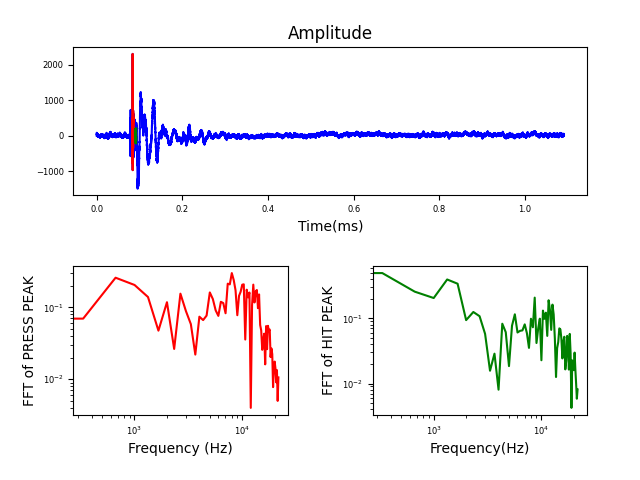 Amplitude
2000
1000
0
−1000
0.0 0.2 0.4 0.6 0.8 1.0
Time(ms)
FFT of PRESS PEAK
10⁻¹
10⁻²
10³ 10⁴
Frequency (Hz)
FFT of HIT PEAK
10⁻¹
10⁻²
10³ 10⁴
Frequency(Hz)